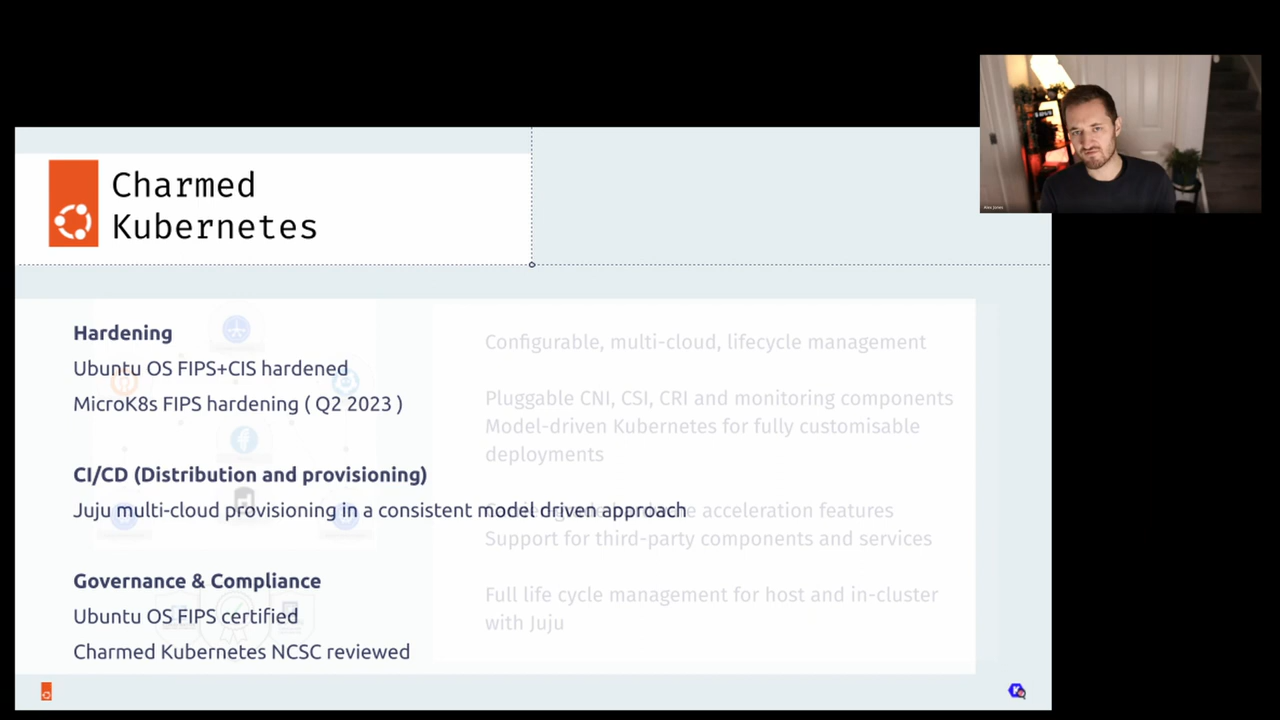 Charmed
Kubernetes
Hardening
Ubuntu OS FIPS+CIS hardened
MicroK8s FIPS hardening ( Q2 2023 )
CI/CD (Distribution and provisioning)
Juju multi-cloud provisioning in a consistent model driven approach
Governance & Compliance
Ubuntu OS FIPS certified
Charmed Kubernetes NCSC reviewed
Configurable, multi-cloud, lifecycle management
Pluggable CNI, CSI, CRI and monitoring components
Model-driven Kubernetes for fully customisable
deployments
acceleration features
Support for third-party components and services
Full life cycle management for host and in-cluster
with Juju
Alex Jones